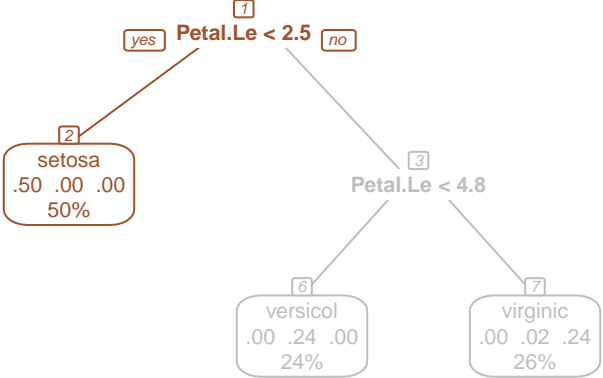 1
yes Petal.Le < 2.5 no
2
setosa
.50 .00 .00
50%
3
Petal.Le < 4.8
6
versicol
.00 .24 .00
24%
7
virginic
.00 .02 .24
26%